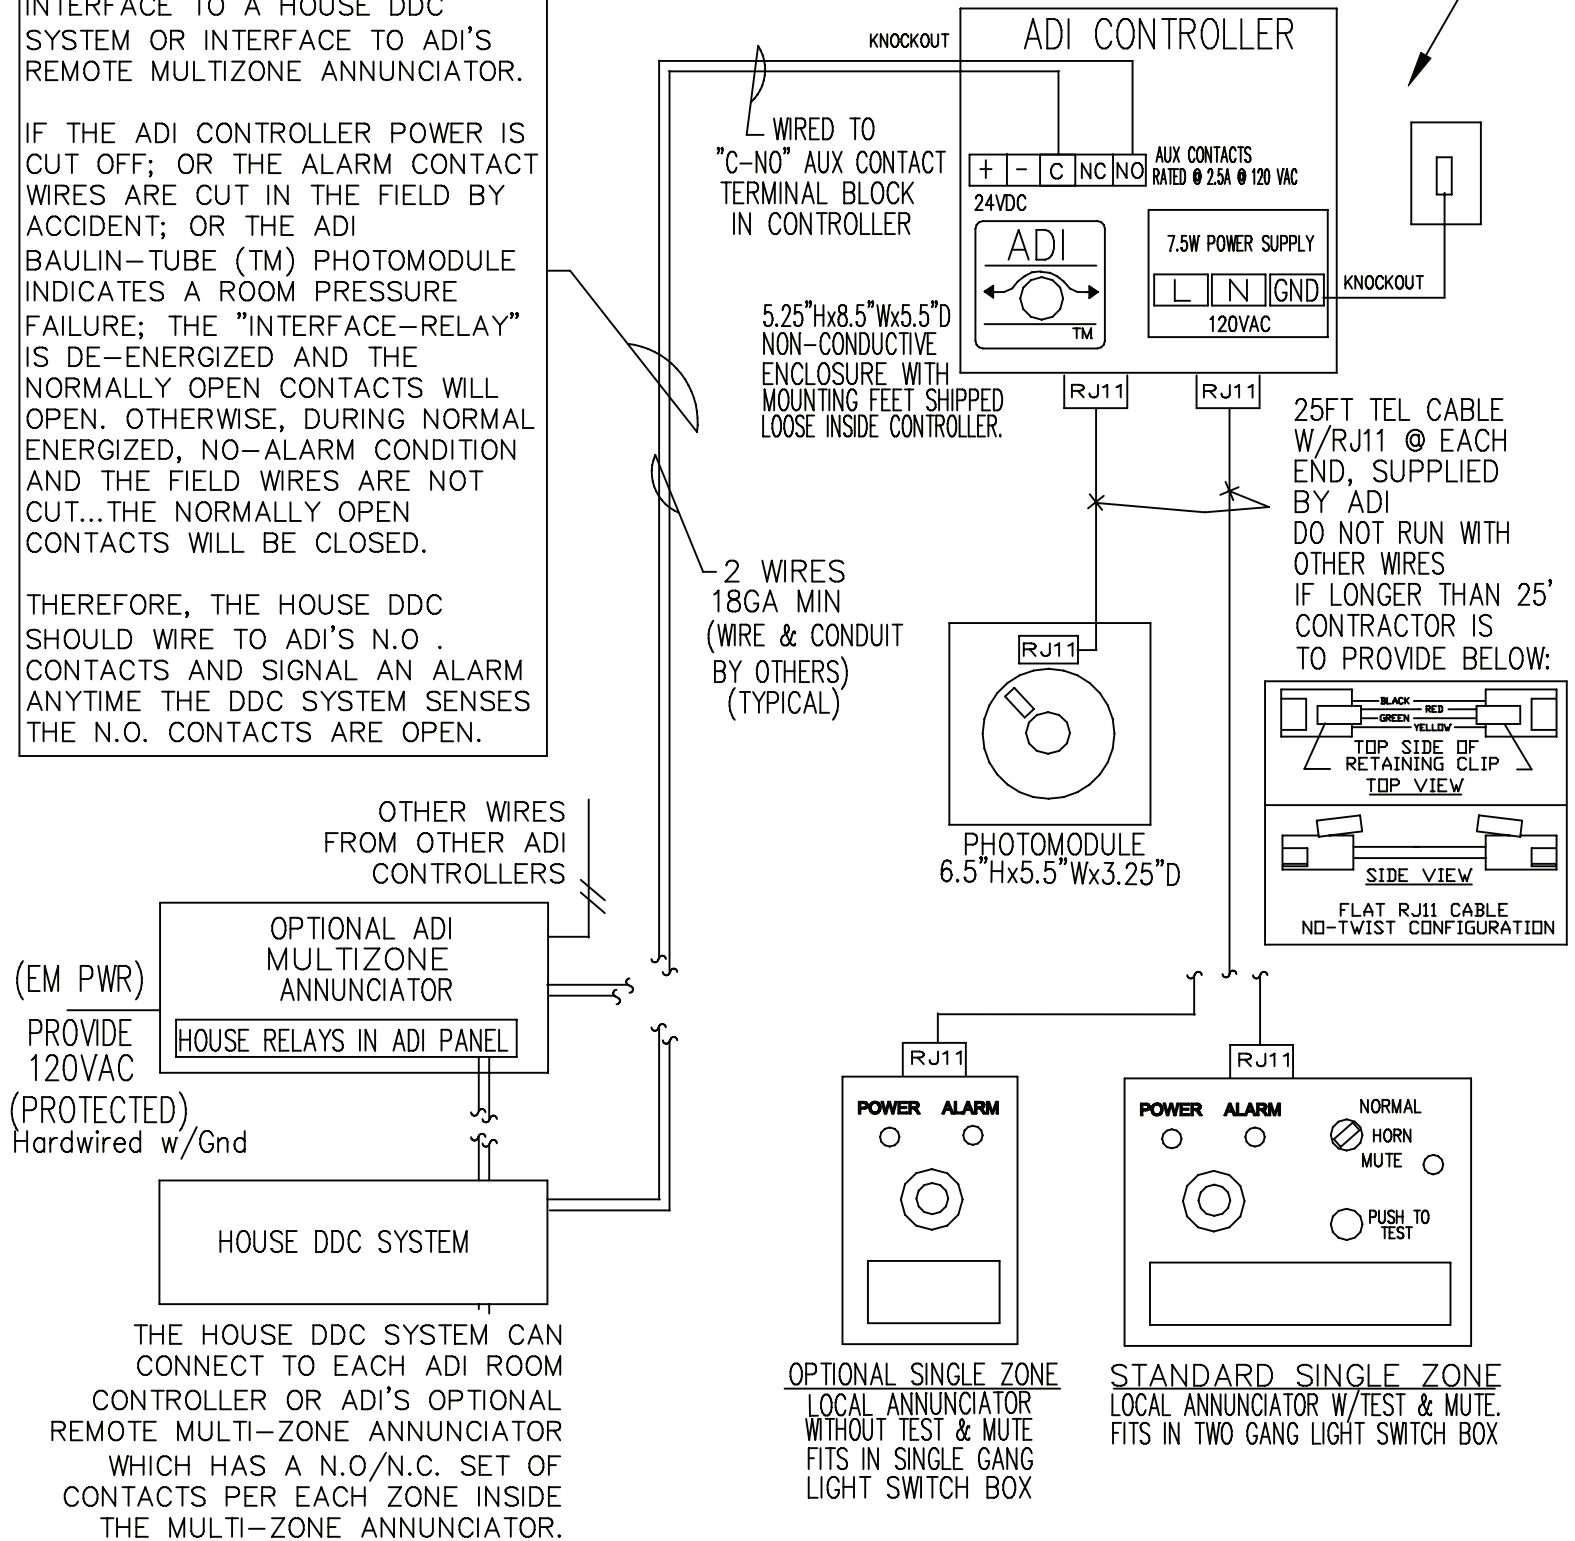 INTERFACE TO A HOUSE DDC
SYSTEM OR INTERFACE TO ADI'S
REMOTE MULTIZONE ANNUNCIATOR.
IF THE ADI CONTROLLER POWER IS
CUT OFF; OR THE ALARM CONTACT
WIRES ARE CUT IN THE FIELD BY
ACCIDENT; OR THE ADI
BAULIN-TUBE (TM) PHOTOMODULE
INDICATES A ROOM PRESSURE
FAILURE; THE "INTERFACE-RELAY"
IS DE-ENERGIZED AND THE
NORMALLY OPEN CONTACTS WILL
OPEN. OTHERWISE, DURING NORMAL
ENERGIZED, NO-ALARM CONDITION
AND THE FIELD WIRES ARE NOT
CUT...THE NORMALLY OPEN
CONTACTS WILL BE CLOSED.
THEREFORE, THE HOUSE DDC
SHOULD WIRE TO ADI'S N.O .
CONTACTS AND SIGNAL AN ALARM
ANYTIME THE DDC SYSTEM SENSES
THE N.O. CONTACTS ARE OPEN.
KNOCKOUT
ADI CONTROLLER
WIRED TO
"C-NO" AUX CONTACT
TERMINAL BLOCK
IN CONTROLLER
+ - C NC NO
AUX CONTACTS
RATED @ 2.5A @ 120 VAC
24VDC
ADI
TM
7.5W POWER SUPPLY
L N GND
120VAC
KNOCKOUT
5.25"Hx8.5"Wx5.5"D
NON-CONDUCTIVE
ENCLOSURE WITH
MOUNTING FEET SHIPPED
LOOSE INSIDE CONTROLLER.
RJ11
RJ11
25FT TEL CABLE
W/RJ11 @ EACH
END, SUPPLIED
BY ADI
DO NOT RUN WITH
OTHER WIRES
IF LONGER THAN 25'
CONTRACTOR IS
TO PROVIDE BELOW:
2 WIRES
18GA MIN
(WIRE & CONDUIT
BY OTHERS)
(TYPICAL)
RJ11
PHOTOMODULE
6.5"Hx5.5"Wx3.25"D
BLACK
RED
GREEN
YELLOW
TOP SIDE OF
RETAINING CLIP
TOP VIEW
SIDE VIEW
FLAT RJ11 CABLE
NO-TWIST CONFIGURATION
OTHER WIRES
FROM OTHER ADI
CONTROLLERS
OPTIONAL ADI
MULTIZONE
ANNUNCIATOR
HOUSE RELAYS IN ADI PANEL
(EM PWR)
PROVIDE
120VAC
(PROTECTED)
Hardwired w/Gnd
HOUSE DDC SYSTEM
THE HOUSE DDC SYSTEM CAN
CONNECT TO EACH ADI ROOM
CONTROLLER OR ADI'S OPTIONAL
REMOTE MULTI-ZONE ANNUNCIATOR
WHICH HAS A N.O/N.C. SET OF
CONTACTS PER EACH ZONE INSIDE
THE MULTI-ZONE ANNUNCIATOR.
RJ11
POWER ALARM
OPTIONAL SINGLE ZONE
LOCAL ANNUNCIATOR
WITHOUT TEST & MUTE
FITS IN SINGLE GANG
LIGHT SWITCH BOX
RJ11
POWER ALARM
NORMAL
HORN
MUTE
PUSH TO
TEST
STANDARD SINGLE ZONE
LOCAL ANNUNCIATOR W/TEST & MUTE.
FITS IN TWO GANG LIGHT SWITCH BOX